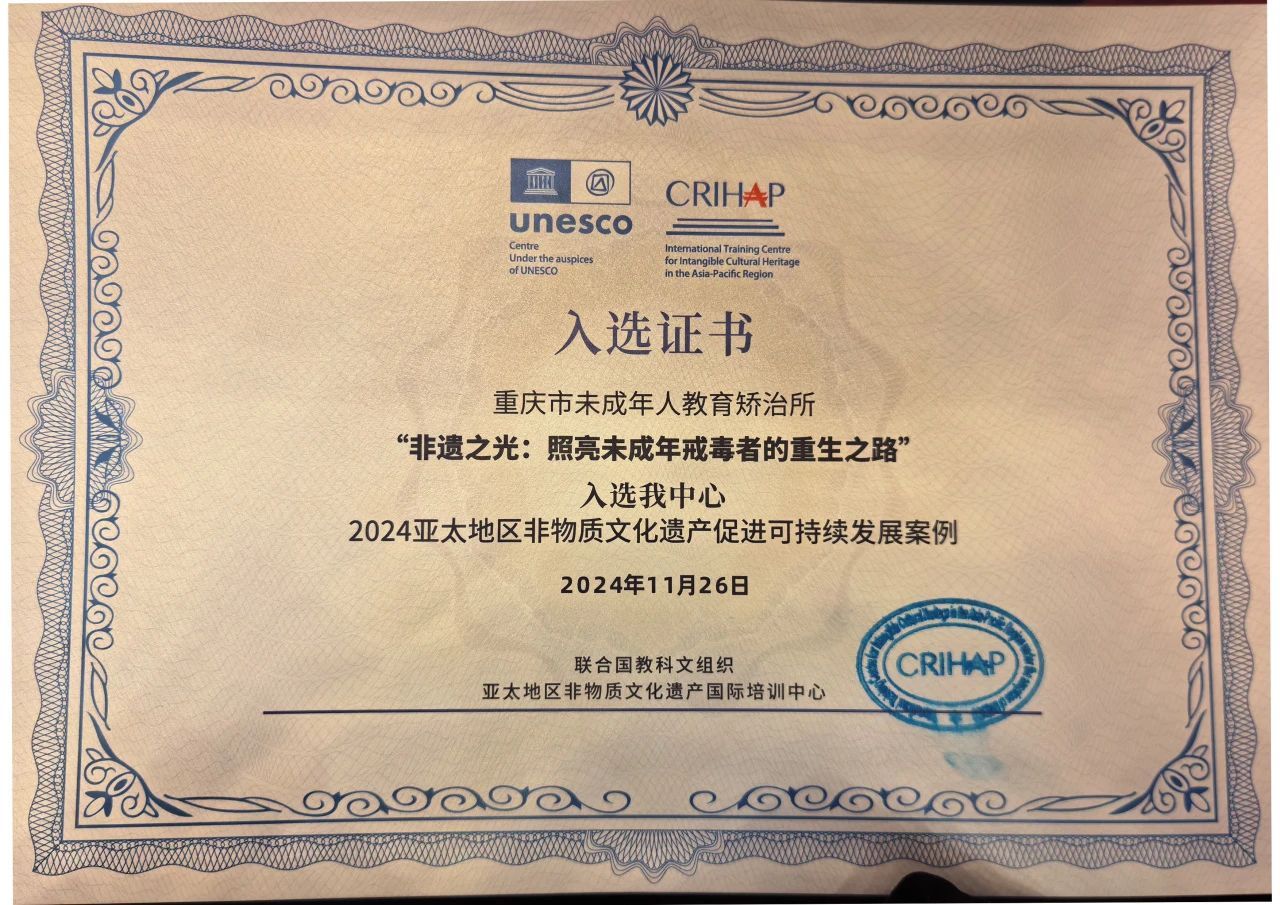 unesco
Centre
Under the auspices
of UNESCO
CRIHAP
International Training Centre
for Intangible Cultural Heritage
in the Asia-Pacific Region
入选证书
重庆市未成年人教育矫治所
“非遗之光：照亮未成年戒毒者的重生之路”
入选我中心
2024亚太地区非物质文化遗产促进可持续发展案例
2024年11月26日
联合国教科文组织
亚太地区非物质文化遗产国际培训中心
CRIHAP